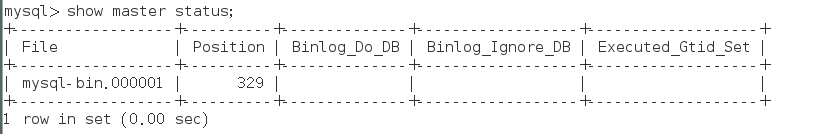 mysql> show master status;
+------------------+----------+--------------+------------------+-------------------+
| File             | Position | Binlog_Do_DB | Binlog_Ignore_DB | Executed_Gtid_Set |
+------------------+----------+--------------+------------------+-------------------+
| mysql-bin.000001 |      329 |              |                  |                   |
+------------------+----------+--------------+------------------+-------------------+
1 row in set (0.00 sec)